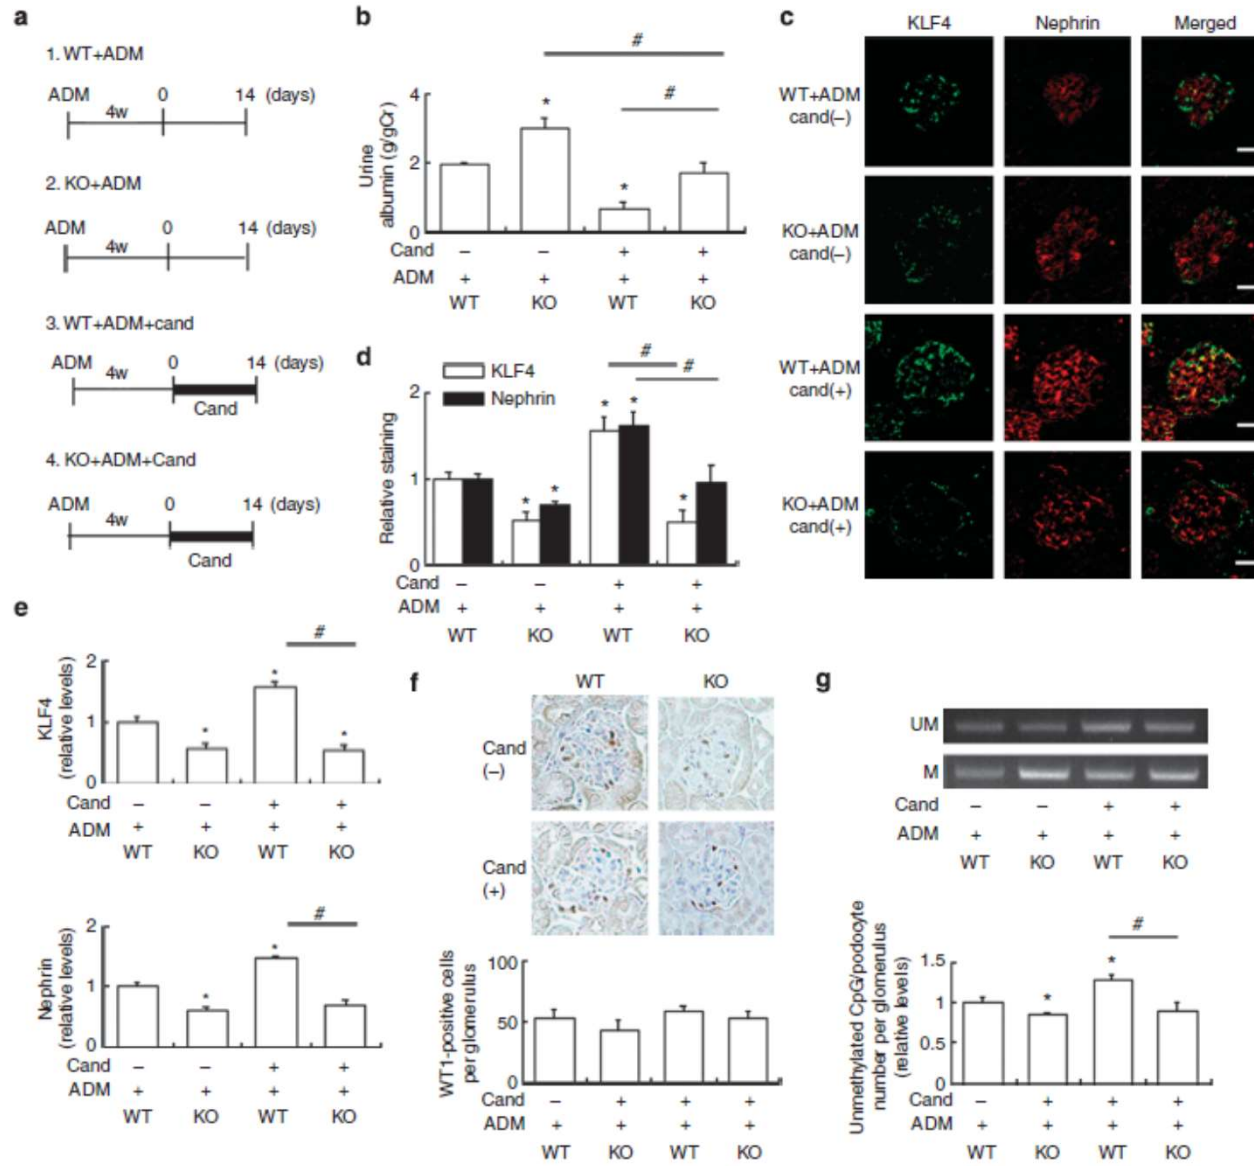 a
1. WT+ADM
ADM 0 14 (days)
4w
2. KO+ADM
ADM 0 14 (days)
4w
3. WT+ADM+cand
ADM 0 14 (days)
4w
Cand
4. KO+ADM+Cand
ADM 0 14 (days)
4w
Cand
b
#
#
Urine
albumin (g/gCr)
4
2
0
*
*
Cand – – + +
ADM + + + +
WT KO WT KO
c
KLF4 Nephrin Merged
WT+ADM
cand(–)
KO+ADM
cand(–)
WT+ADM
cand(+)
KO+ADM
cand(+)
d
KLF4
Nephrin
#
#
Relative staining
2
1
0
* * * * *
Cand – – + +
ADM + + + +
WT KO WT KO
e
KLF4
(relative levels)
2
1
0
#
* * *
Cand – – + +
ADM + + + +
WT KO WT KO
Nephrin
(relative levels)
2
1
0
#
* *
Cand – – + +
ADM + + + +
WT KO WT KO
f
WT KO
Cand
(–)
Cand
(+)
WT1-positive cells
per glomerulus
100
50
0
Cand – + + +
ADM + + + +
WT KO WT KO
g
UM
M
Cand – – + +
ADM + + + +
WT KO WT KO
Unmethylated CpG/podocyte
number per glomerulus
(relative levels)
1.5
1
0.5
0
#
* *
Cand – + + +
ADM + + + +
WT KO WT KO